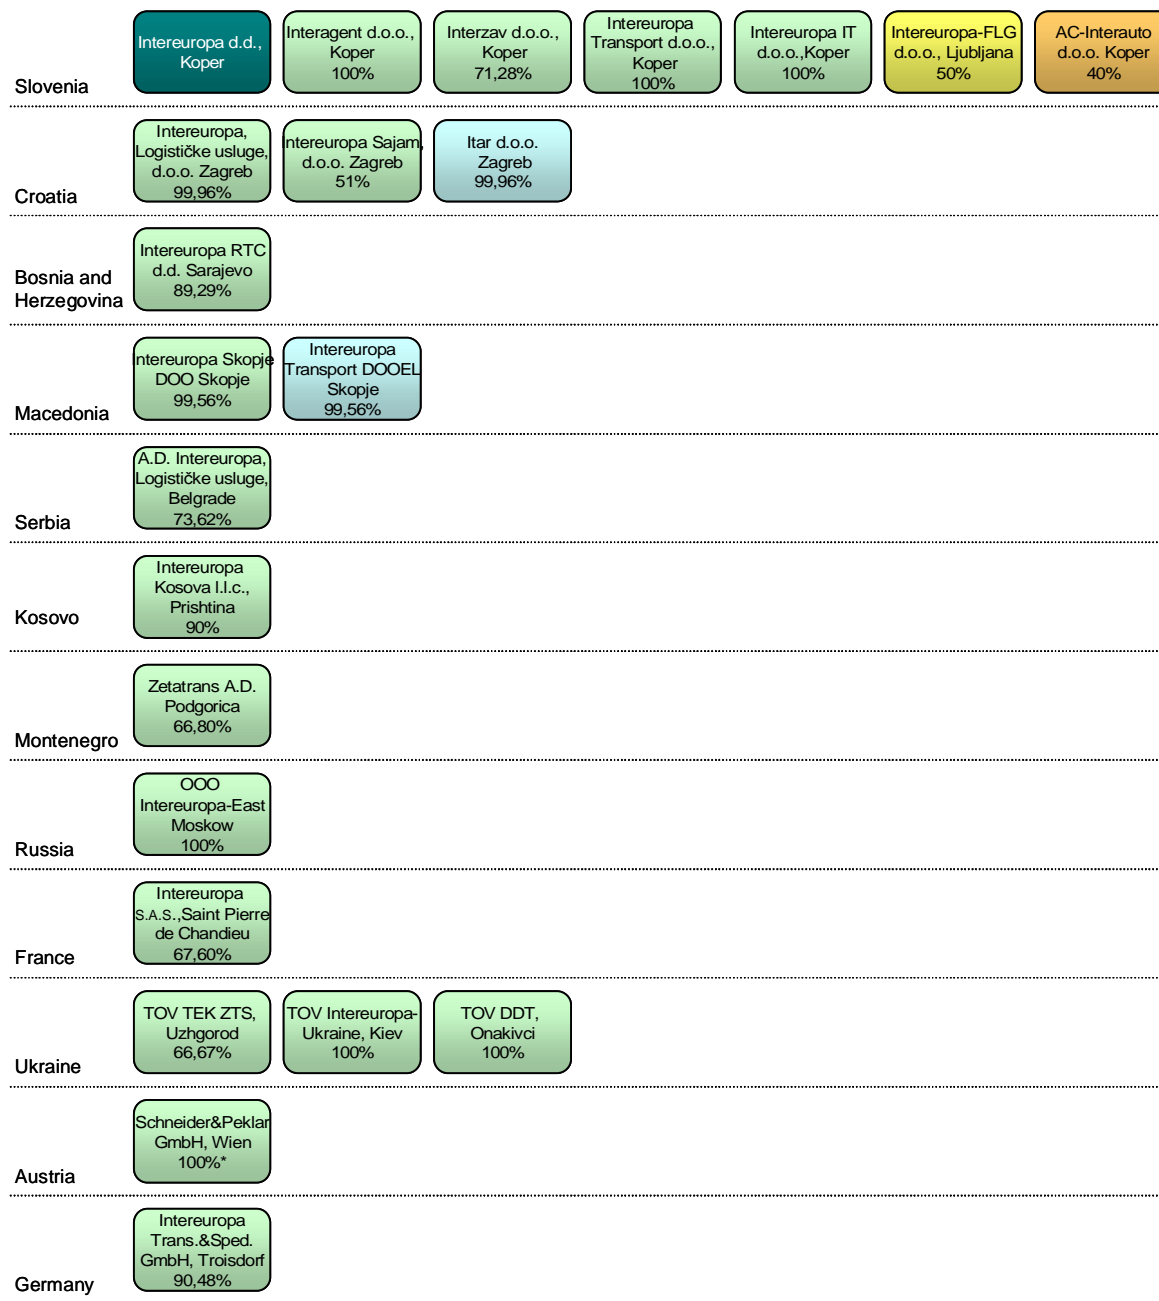 Slovenia
Intereuropa d.d.,
Koper
Interagent d.o.o.,
Koper
100%
Interzav d.o.o.,
Koper
71,28%
Intereuropa
Transport d.o.o.,
Koper
100%
Intereuropa IT
d.o.o.,Koper
100%
Intereuropa-FLG
d.o.o., Ljubljana
50%
AC-Interauto
d.o.o. Koper
40%
Croatia
Intereuropa,
Logističke usluge,
d.o.o. Zagreb
99,96%
Intereuropa Sajam,
d.o.o. Zagreb
51%
Itar d.o.o.
Zagreb
99,96%
Bosnia and
Herzegovina
Intereuropa RTC
d.d. Sarajevo
89,29%
Macedonia
Intereuropa Skopje
DOO Skopje
99,56%
Intereuropa
Transport DOOEL
Skopje
99,56%
Serbia
A.D. Intereuropa,
Logističke usluge,
Belgrade
73,62%
Kosovo
Intereuropa
Kosova l.l.c.,
Prishtina
90%
Montenegro
Zetatrans A.D.
Podgorica
66,80%
Russia
OOO
Intereuropa-East
Moskow
100%
France
Intereuropa
S.A.S.,Saint Pierre
de Chandieu
67,60%
Ukraine
TOV TEK ZTS,
Uzhgorod
66,67%
TOV Intereuropa-
Ukraine, Kiev
100%
TOV DDT,
Onakivci
100%
Austria
Schneider&Peklar
GmbH, Wien
100%*
Germany
Intereuropa
Trans.&Sped.
GmbH, Troisdorf
90,48%